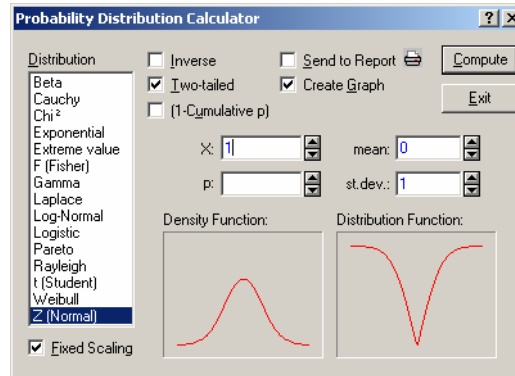 Probability Distribution Calculator
Distribution
Beta
Cauchy
Chi²
Exponential
Extreme value
F (Fisher)
Gamma
Laplace
Log-Normal
Logistic
Pareto
Rayleigh
t (Student)
Weibull
Z (Normal)
Fixed Scaling
Inverse
Two-tailed
(1-Cumulative p)
Send to Report
Create Graph
Compute
Exit
X: 1
p:
mean: 0
st.dev.: 1
Density Function:
Distribution Function: